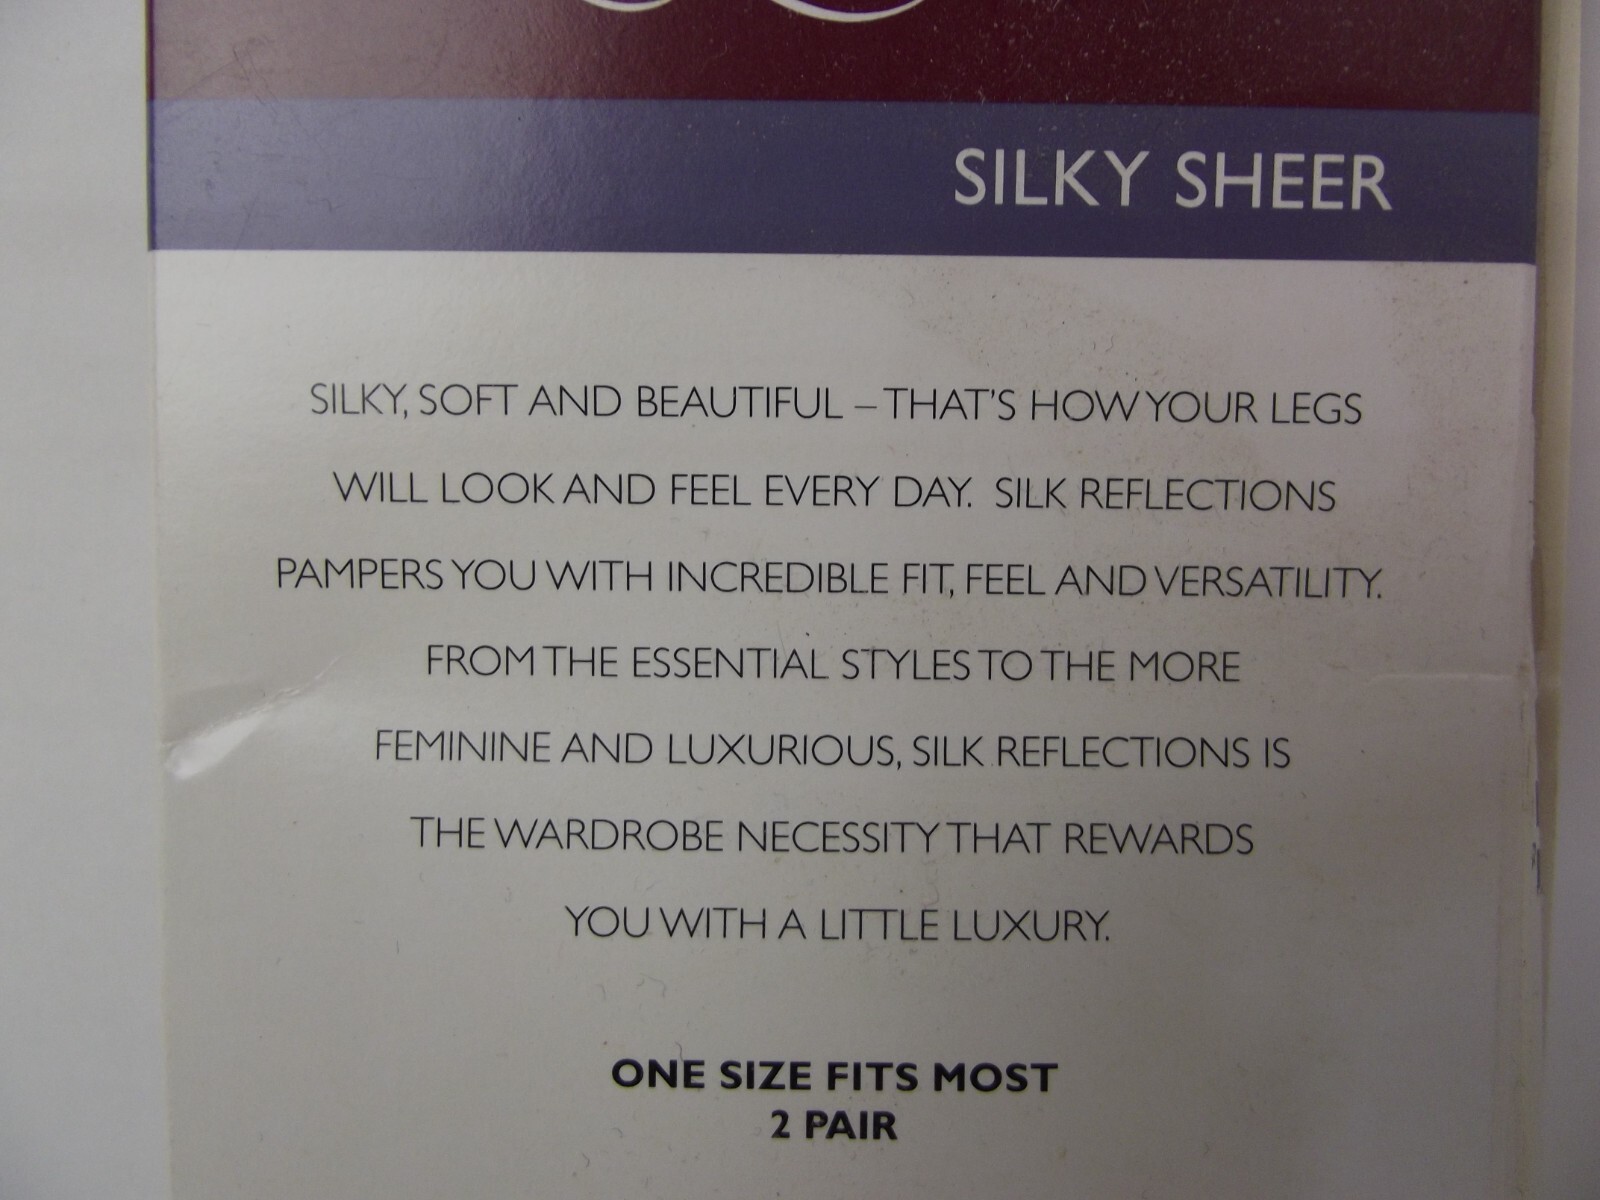 SILKY SHEER
SILKY, SOFT AND BEAUTIFUL – THAT'S HOW YOUR LEGS
WILL LOOK AND FEEL EVERY DAY. SILK REFLECTIONS
PAMPERS YOU WITH INCREDIBLE FIT, FEEL AND VERSATILITY.
FROM THE ESSENTIAL STYLES TO THE MORE
FEMININE AND LUXURIOUS, SILK REFLECTIONS IS
THE WARDROBE NECESSITY THAT REWARDS
YOU WITH A LITTLE LUXURY.
ONE SIZE FITS MOST
2 PAIR